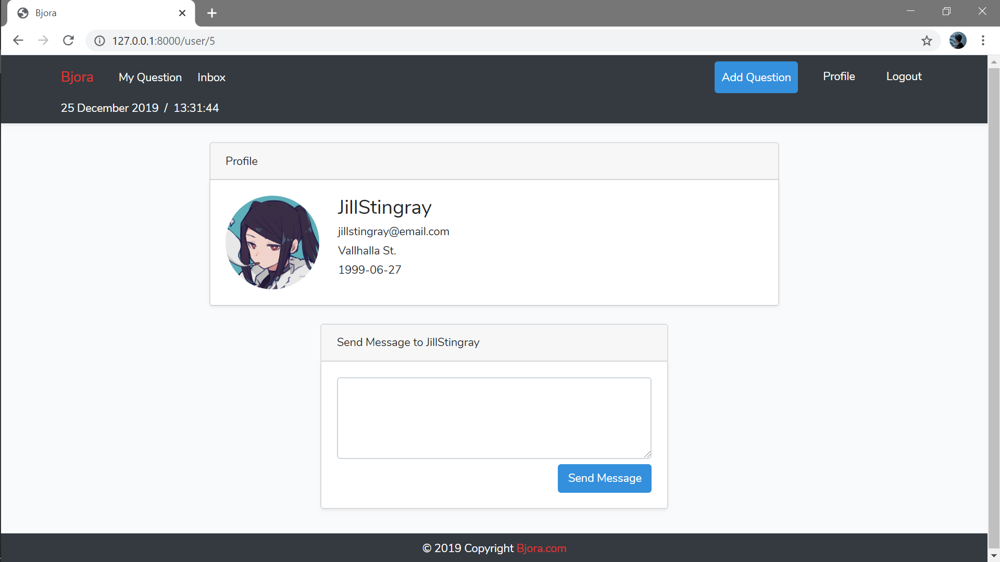 Bjora
127.0.0.1:8000/user/5
Bjora My Question Inbox Add Question Profile Logout
25 December 2019 / 13:31:44
Profile
JillStingray
jillstingray@email.com
Vallhalla St.
1999-06-27
Send Message to JillStingray
Send Message
© 2019 Copyright Bjora.com